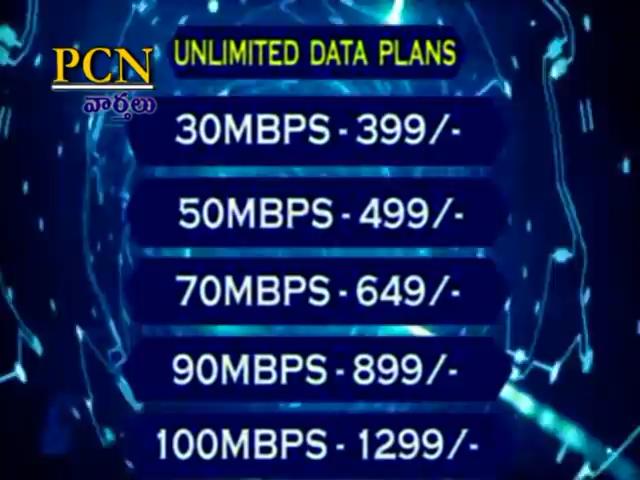 UNLIMITED DATA PLANS
PCN
వార్తలు
30MBPS - 399/-
50MBPS - 499/-
70MBPS - 649/-
90MBPS - 899/-
100MBPS - 1299/-